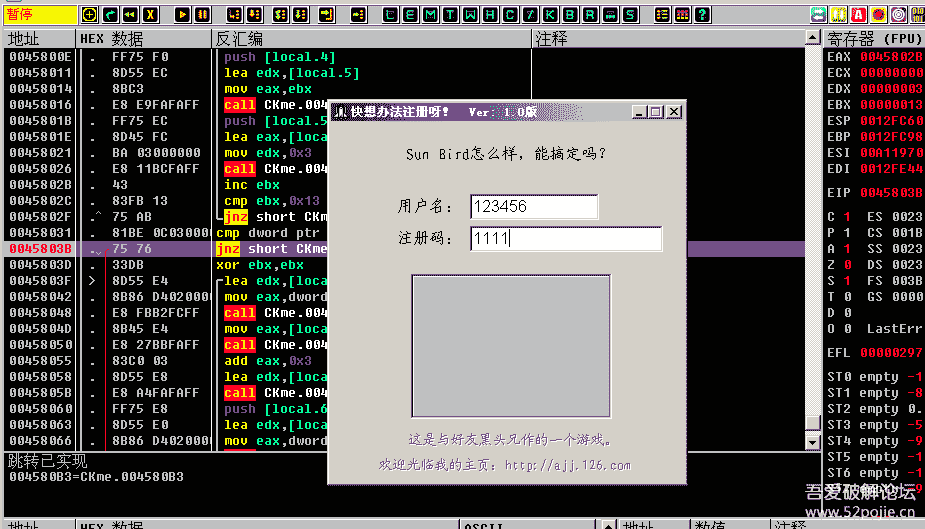 暂停
L E M T W H C / K B R ... S
地址 HEX 数据 反汇编 注释 寄存器 (FPU)
0045800E . FF75 F0 push [local.4]
00458011 . 8D55 EC lea edx,[local.5]
00458014 . 8BC3 mov eax,ebx
00458016 . E8 E9FAFAFF call CKme.004
0045801B . FF75 EC push [local.5
0045801E . 8D45 FC lea eax,[loca
00458021 . BA 03000000 mov edx,0x3
00458026 . E8 11BCFAFF call CKme.004
0045802B . 43 inc ebx
0045802C . 83FB 13 cmp ebx,0x13
0045802F .^ 75 AB jnz short CKm
00458031 . 81BE 0C030000 cmp dword ptr
0045803B . 75 76 jnz short CKme
0045803D . 33DB xor ebx,ebx
0045803F > 8D55 E4 lea edx,[loca
00458042 . 8B86 D4020000 mov eax,dword
00458048 . E8 FBB2FCFF call CKme.004
0045804D . 8B45 E4 mov eax,[loca
00458050 . E8 27BBFAFF call CKme.004
00458055 . 83C0 03 add eax,0x3
00458058 . 8D55 E8 lea edx,[loca
0045805B . E8 A4FAFAFF call CKme.004
00458060 . FF75 E8 push [local.6
00458063 . 8D55 E0 lea edx,[loca
00458066 . 8B86 D4020000 mov eax,dword
跳转已实现
004580B3=CKme.004580B3
快想办法注册呀! Ver: 1.0版
Sun Bird怎么样,能搞定吗?
用户名: 123456
注册码: 1111
这是与好友黑头兄作的一个游戏。
欢迎光临我的主页:http://ajj.126.com
EAX 0045802B
ECX 00000000
EDX 00000003
EBX 00000013
ESP 0012FC60
EBP 0012FC98
ESI 00A11970
EDI 0012FE44
EIP 0045803B
C 1 ES 0023
P 1 CS 001B
A 1 SS 0023
Z 0 DS 0023
S 1 FS 003B
T 0 GS 0000
D 0
O 0 LastErr
EFL 00000297
ST0 empty -1
ST1 empty -8
ST2 empty 0.
ST3 empty -5
ST4 empty -9
ST5 empty -1
ST6 empty -1
吾爱破解论坛
www.52pojie.cn
地址 HEX 数据 ASCII 地址 数值 注释